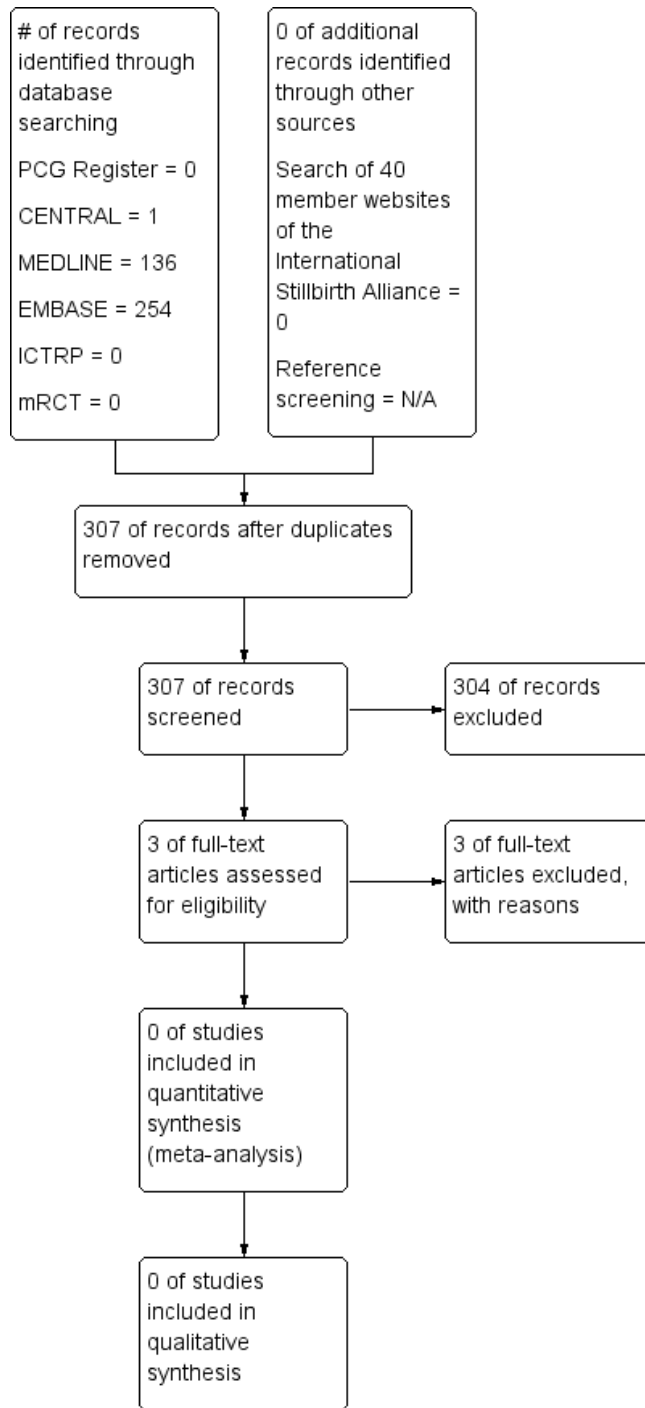 # of records
identified through
database
searching
PCG Register = 0
CENTRAL = 1
MEDLINE = 136
EMBASE = 254
ICTRP = 0
mRCT = 0
0 of additional
records identified
through other
sources
Search of 40
member websites
of the
International
Stillbirth Alliance =
0
Reference
screening = N/A
307 of records after duplicates
removed
307 of records
screened
304 of records
excluded
3 of full-text
articles assessed
for eligibility
3 of full-text
articles excluded,
with reasons
0 of studies
included in
quantitative
synthesis
(meta-analysis)
0 of studies
included in
qualitative
synthesis